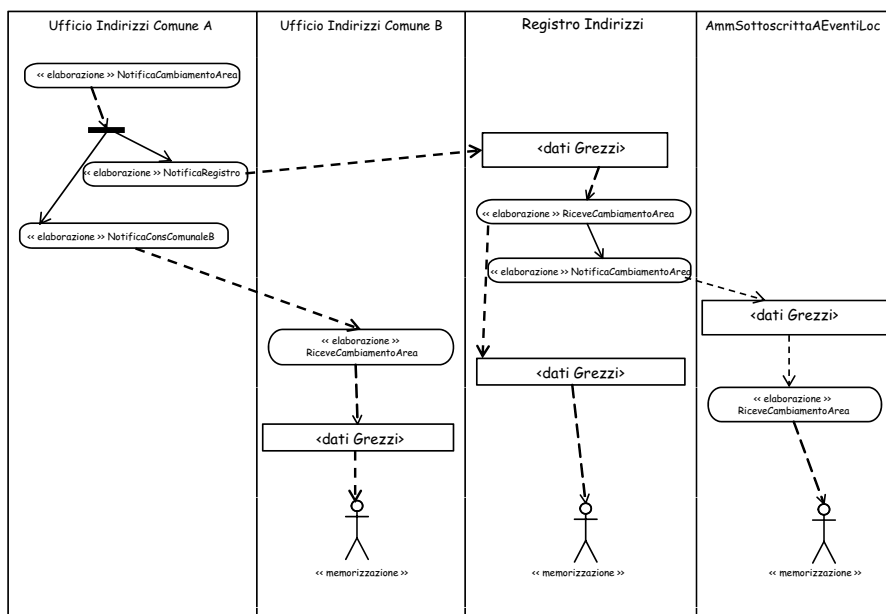 Ufficio Indirizzi Comune A
Ufficio Indirizzi Comune B
Registro Indirizzi
AmmSottoscrittaAEventiLoc
‹‹ elaborazione ›› NotificaCambiamentoArea
<dati Grezzi>
‹‹ elaborazione ›› NotificaRegistro
‹‹ elaborazione ›› RiceveCambiamentoArea
‹‹ elaborazione ›› NotificaConsComunaleB
‹‹ elaborazione ›› NotificaCambiamentoArea
<dati Grezzi>
‹‹ elaborazione ››
RiceveCambiamentoArea
<dati Grezzi>
‹‹ elaborazione ››
RiceveCambiamentoArea
<dati Grezzi>
‹‹ memorizzazione ››
‹‹ memorizzazione ››
‹‹ memorizzazione ››